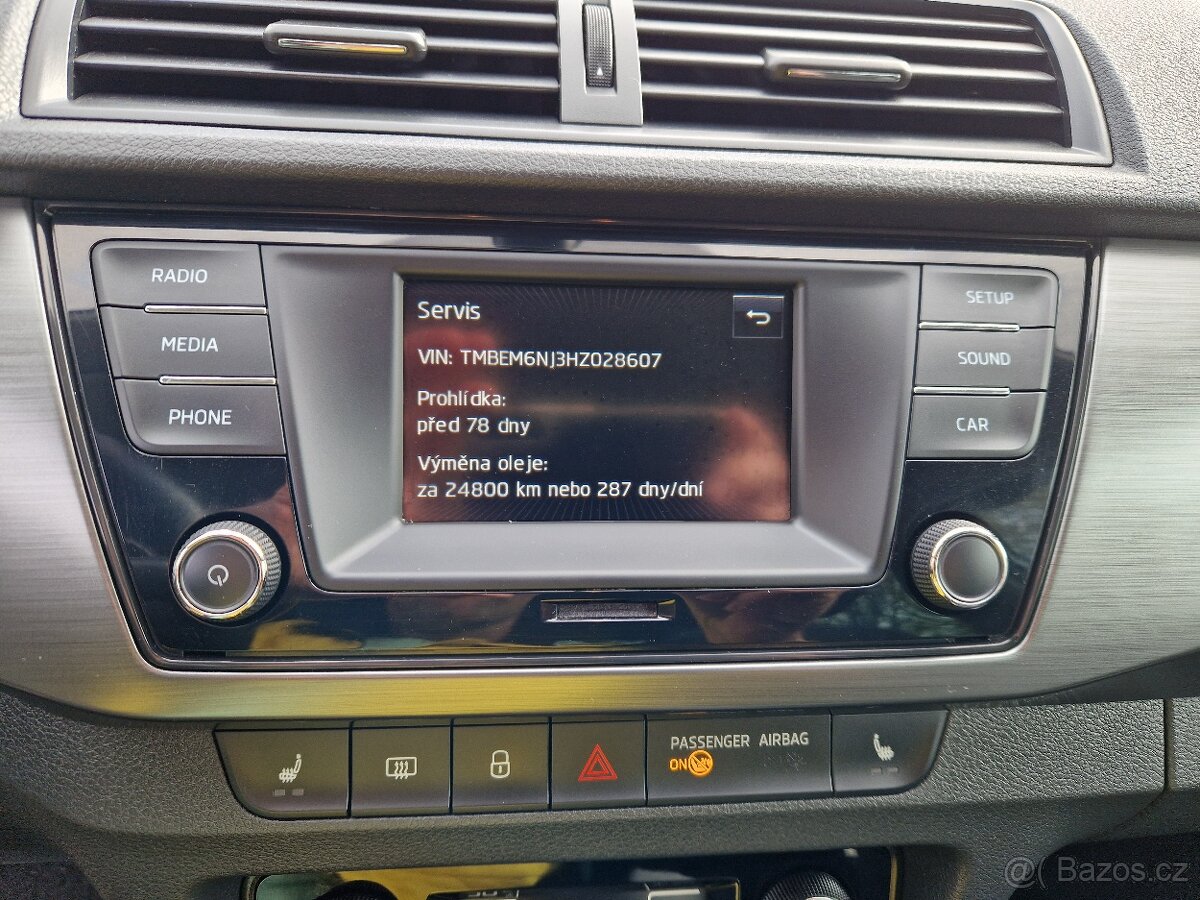 RADIO
MEDIA
PHONE
Servis
VIN: TMBEM6NJ3HZ028607
Prohlídka:
před 78 dny
Výměna oleje:
za 24800 km nebo 287 dny/dní
SETUP
SOUND
CAR
PASSENGER AIRBAG
ON
@( Bazos.cz